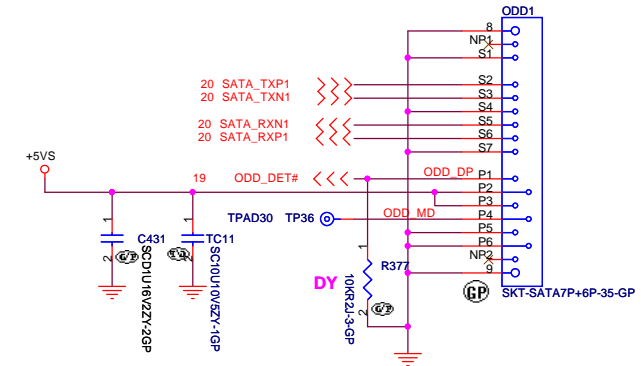 ODD1
8
NP1
S1
20 SATA_TXP1
S2
20 SATA_TXN1
S3
S4
20 SATA_RXN1
S5
20 SATA_RXP1
S6
S7
+5VS
19 ODD_DET#
ODD_DP
P1
P2
P3
TPAD30 TP36
ODD_MD
P4
P5
P6
NP2
9
1
2
C431
SCD1U16V2ZY-2GP
1
2
TC11
SC10U10V5ZY-1GP
DY
1
2
R377
10KR2J-3-GP
GP
SKT-SATA7P+6P-35-GP